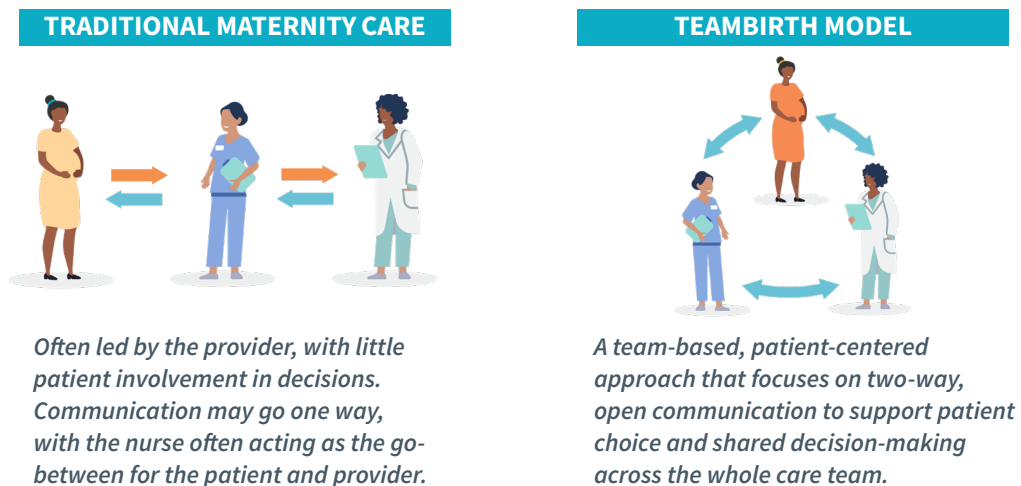 TRADITIONAL MATERNITY CARE
Often led by the provider, with little
patient involvement in decisions.
Communication may go one way,
with the nurse often acting as the go-
between for the patient and provider.
TEAMBIRTH MODEL
A team-based, patient-centered
approach that focuses on two-way,
open communication to support patient
choice and shared decision-making
across the whole care team.